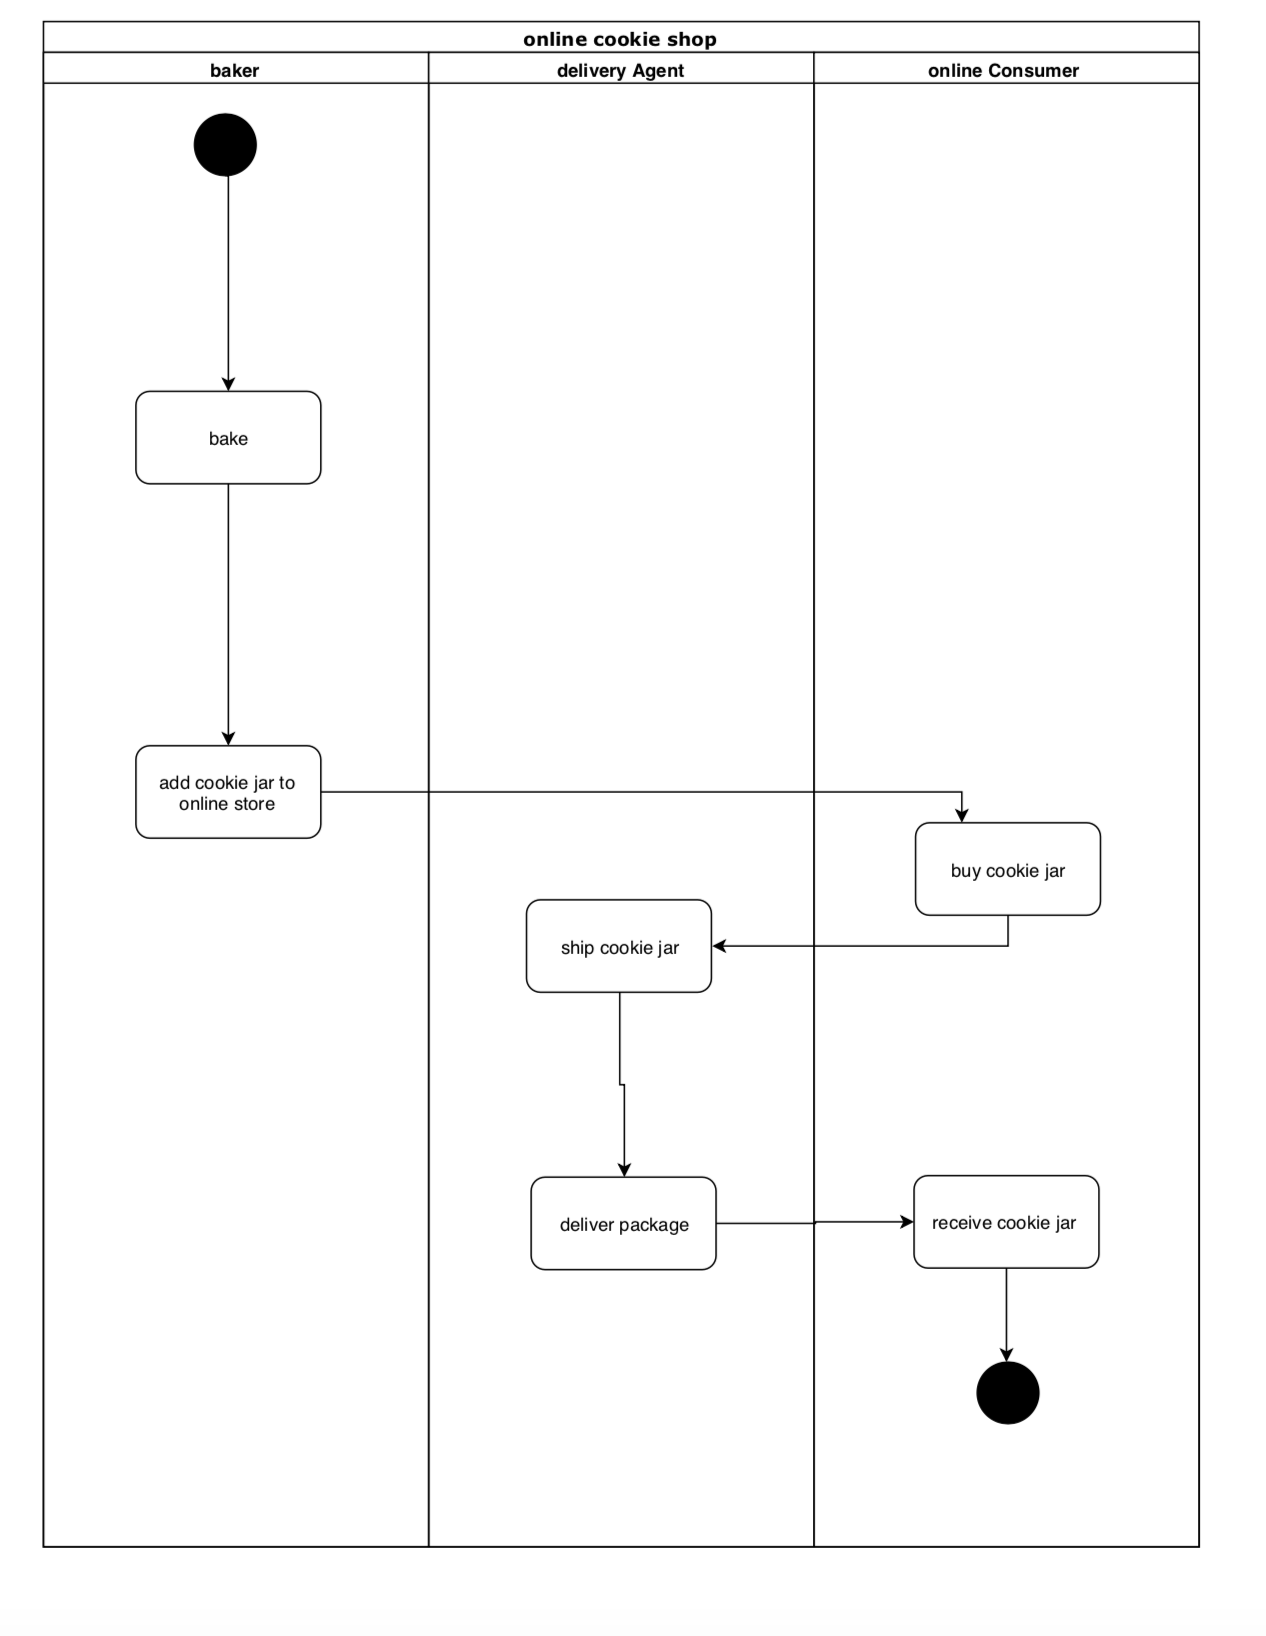 online cookie shop
baker
delivery Agent
online Consumer
bake
add cookie jar to
online store
buy cookie jar
ship cookie jar
deliver package
receive cookie jar